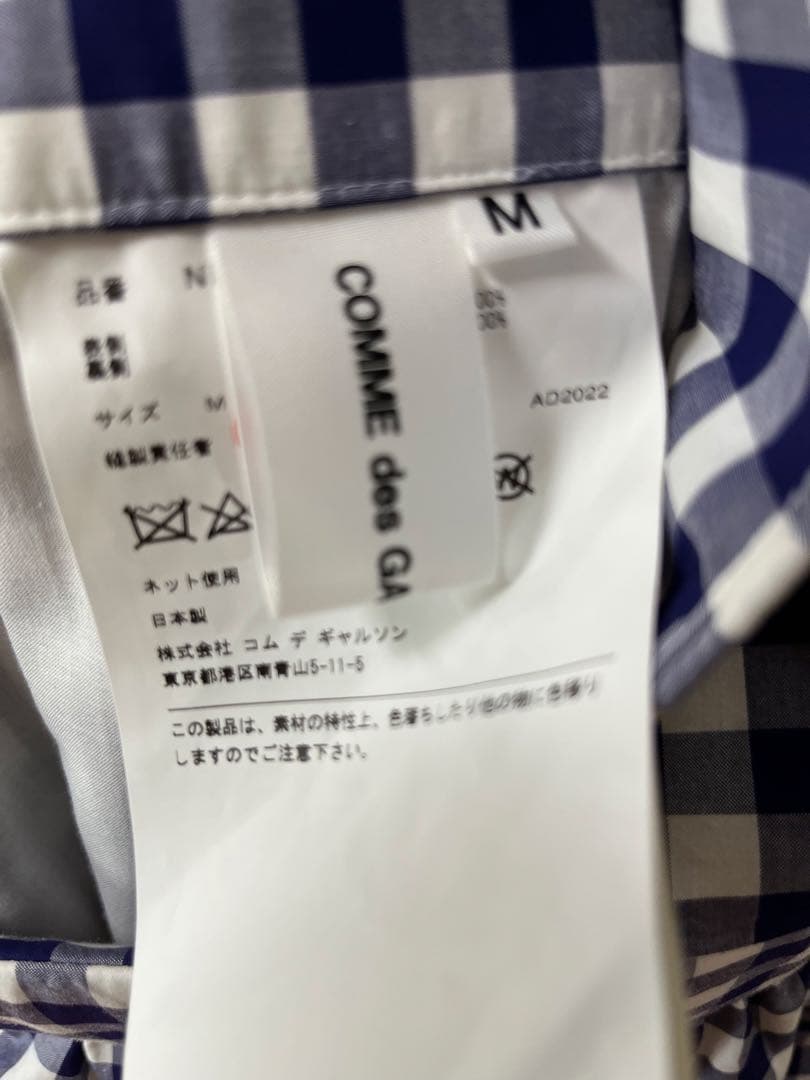 M
COMME des GA
品番 N
00%
00%
表側
裏側
サイズ M
AD2022
縫製責任者
ネット使用
日本製
株式会社 コム デ ギャルソン
東京都港区南青山5-11-5
この製品は、素材の特性上、色落ちしたり他の物に色移り
しますのでご注意下さい。